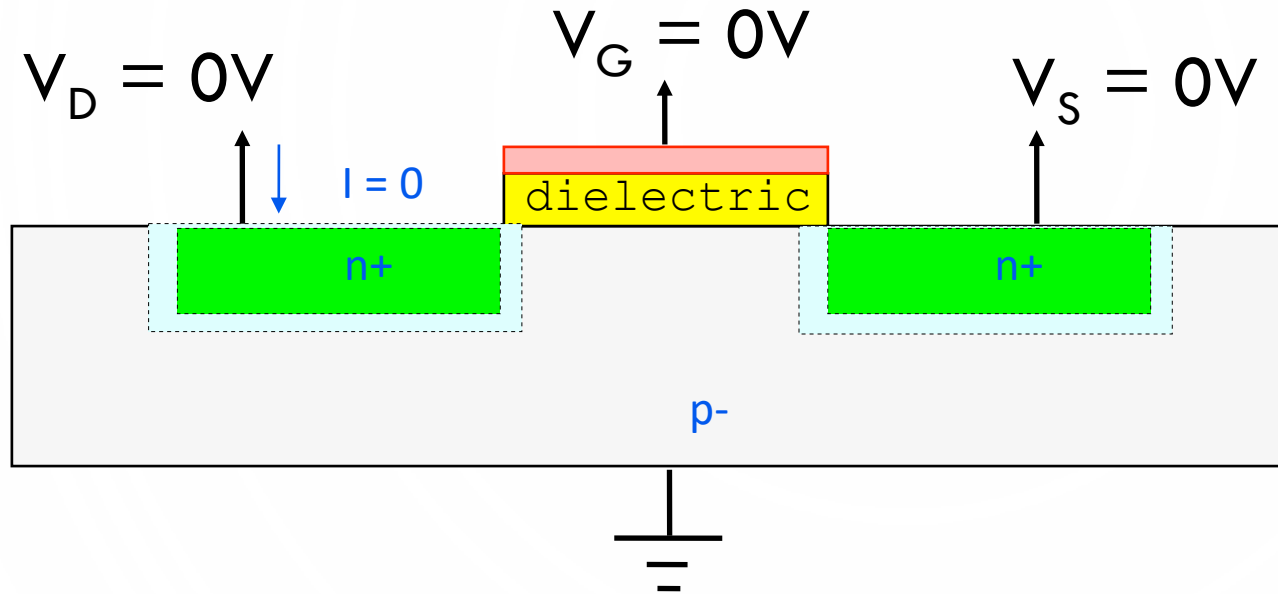 V_G = 0V
V_D = 0V
V_S = 0V
I = 0
dielectric
n+
n+
p-